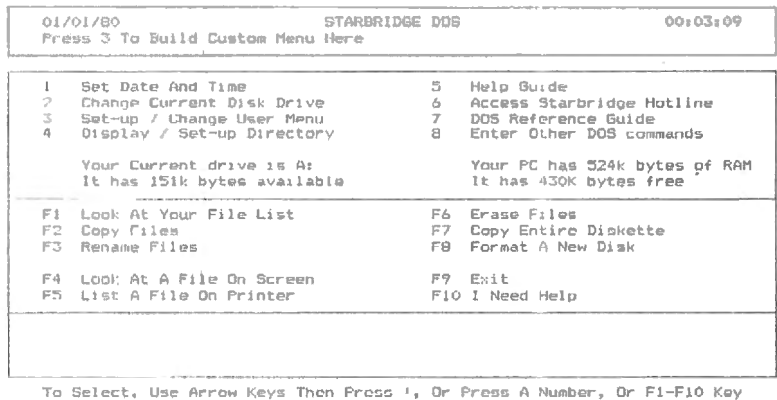 01/01/80 STARBRIDGE DOS 00:03:09
Press 3 To Build Custom Menu Here
1 Set Date And Time 5 Help Guide
2 Change Current Disk Drive 6 Access Starbridge Hotline
3 Set-up / Change User Menu 7 DOS Reference Guide
4 Display / Set-up Directory 8 Enter Other DOS commands
Your Current drive is A: Your PC has 524k bytes of RAM
It has 151k bytes available It has 430K bytes free
F1 Look At Your File List F6 Erase Files
F2 Copy Files F7 Copy Entire Diskette
F3 Rename Files F8 Format A New Disk
F4 Look At A File On Screen F9 Exit
F5 List A File On Printer F10 I Need Help
To Select, Use Arrow Keys Then Press , Or Press A Number, Or F1-F10 Key